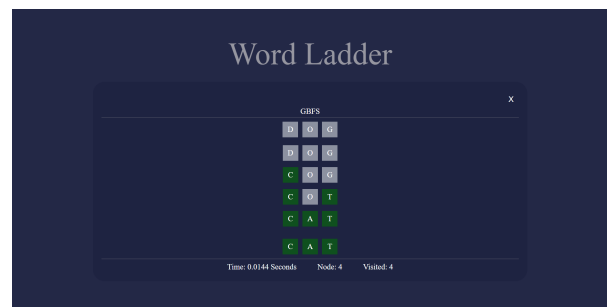 Word Ladder
X
GBFS
D O G
D O G
C O G
C O T
C A T
C A T
Time: 0.0144 Seconds Node: 4 Visited: 4